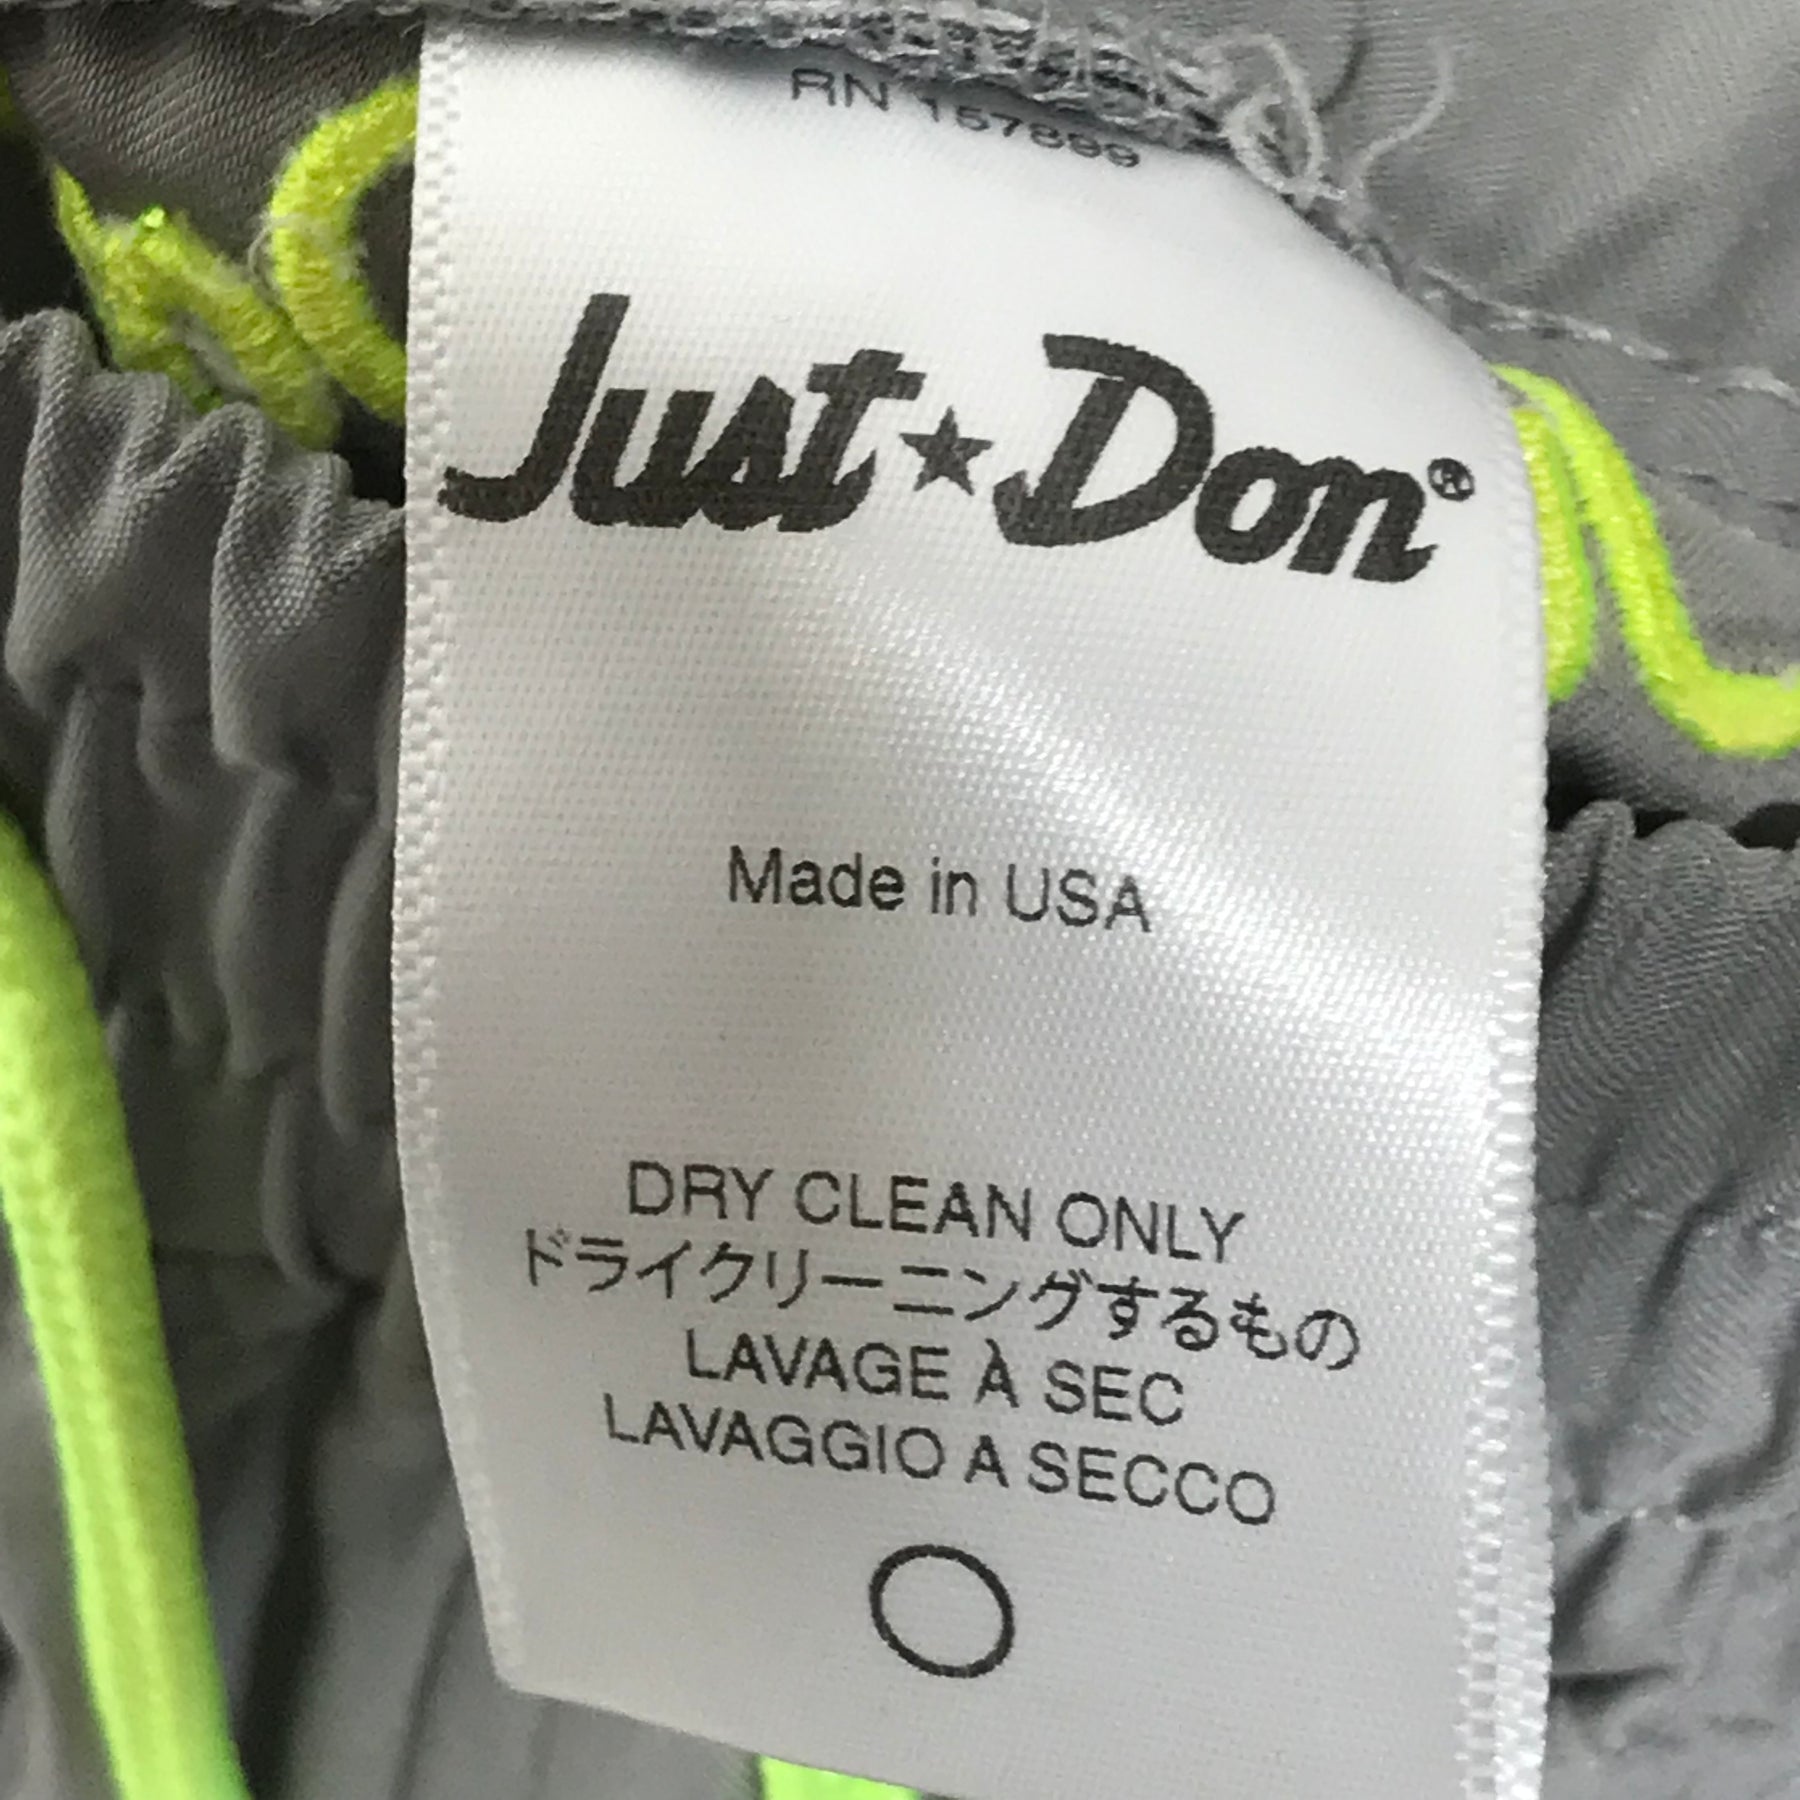 RN 157899
Just★Don®
Made in USA
DRY CLEAN ONLY
ドライクリーニングするもの
LAVAGE À SEC
LAVAGGIO A SECCO